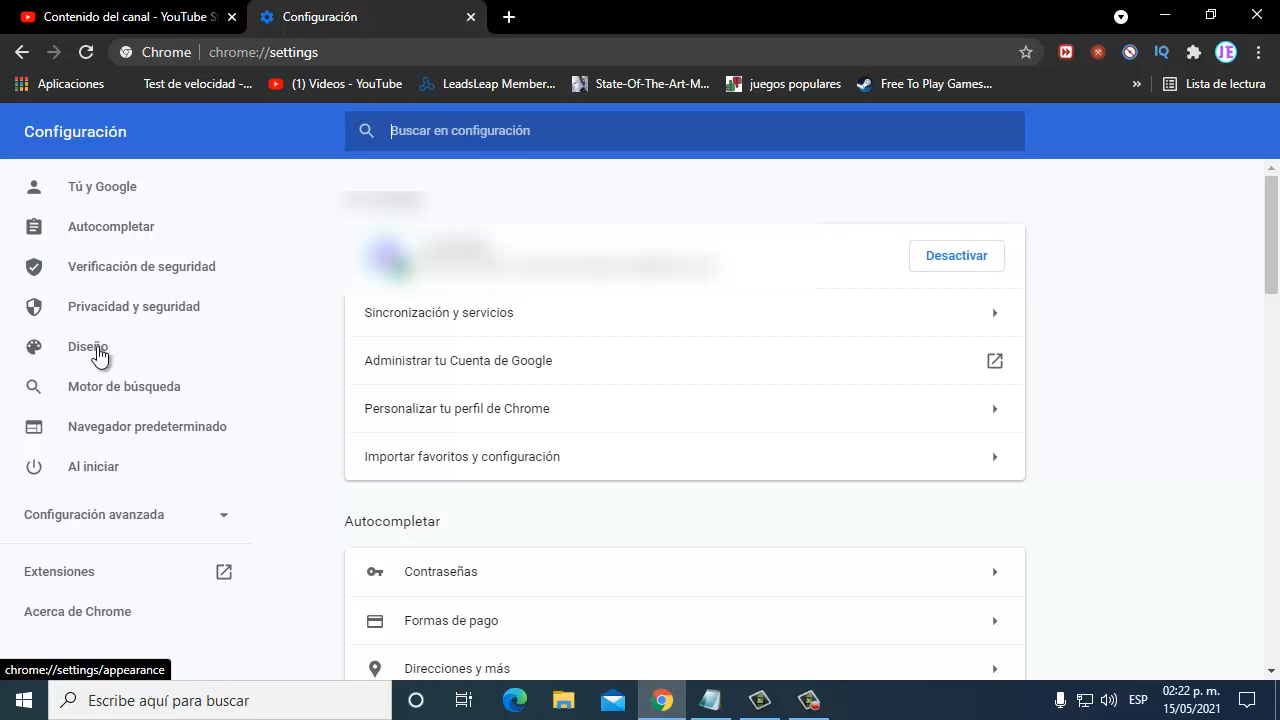 Contenido del canal - YouTube S
Configuración
Chrome
chrome://settings
IQ
JE
Aplicaciones
Test de velocidad -...
(1) Videos - YouTube
LeadsLeap Member...
State-Of-The-Art-M...
juegos populares
Free To Play Games...
»
Lista de lectura
Configuración
Buscar en configuración
Tú y Google
Autocompletar
Verificación de seguridad
Privacidad y seguridad
Diseño
Motor de búsqueda
Navegador predeterminado
Al iniciar
Configuración avanzada
Extensiones
Acerca de Chrome
Desactivar
Sincronización y servicios
Administrar tu Cuenta de Google
Personalizar tu perfil de Chrome
Importar favoritos y configuración
Autocompletar
Contraseñas
Formas de pago
Direcciones y más
chrome://settings/appearance
Escribe aquí para buscar
ESP
02:22 p. m.
15/05/2021